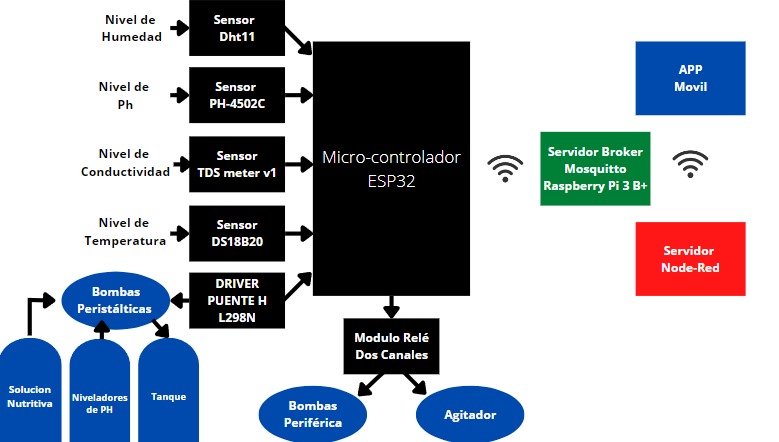 Nivel de
Humedad
Sensor
Dht11
Nivel de
Ph
Sensor
PH-4502C
Nivel de
Conductividad
Sensor
TDS meter v1
Nivel de
Temperatura
Sensor
DS18B20
DRIVER
PUENTE H
L298N
Bombas
Peristálticas
Solucion
Nutritiva
Niveladores
de PH
Tanque
Micro-controlador
ESP32
Modulo Relé
Dos Canales
Bombas
Periférica
Agitador
Servidor Broker
Mosquitto
Raspberry Pi 3 B+
APP
Movil
Servidor
Node-Red